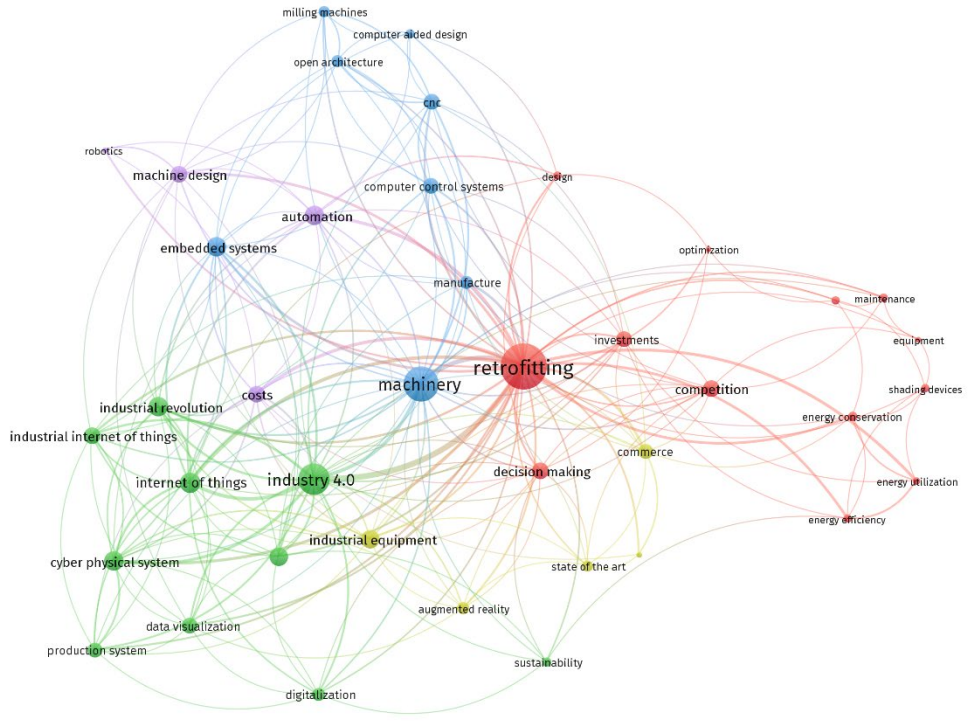 milling machines
computer aided design
open architecture
cnc
robotics
machine design
computer control systems
design
automation
embedded systems
optimization
manufacture
maintenance
investments
equipment
retrofitting
machinery
competition
shading devices
costs
industrial revolution
energy conservation
industrial internet of things
commerce
decision making
industry 4.0
internet of things
energy utilization
energy efficiency
industrial equipment
cyber physical system
state of the art
augmented reality
data visualization
production system
sustainability
digitalization